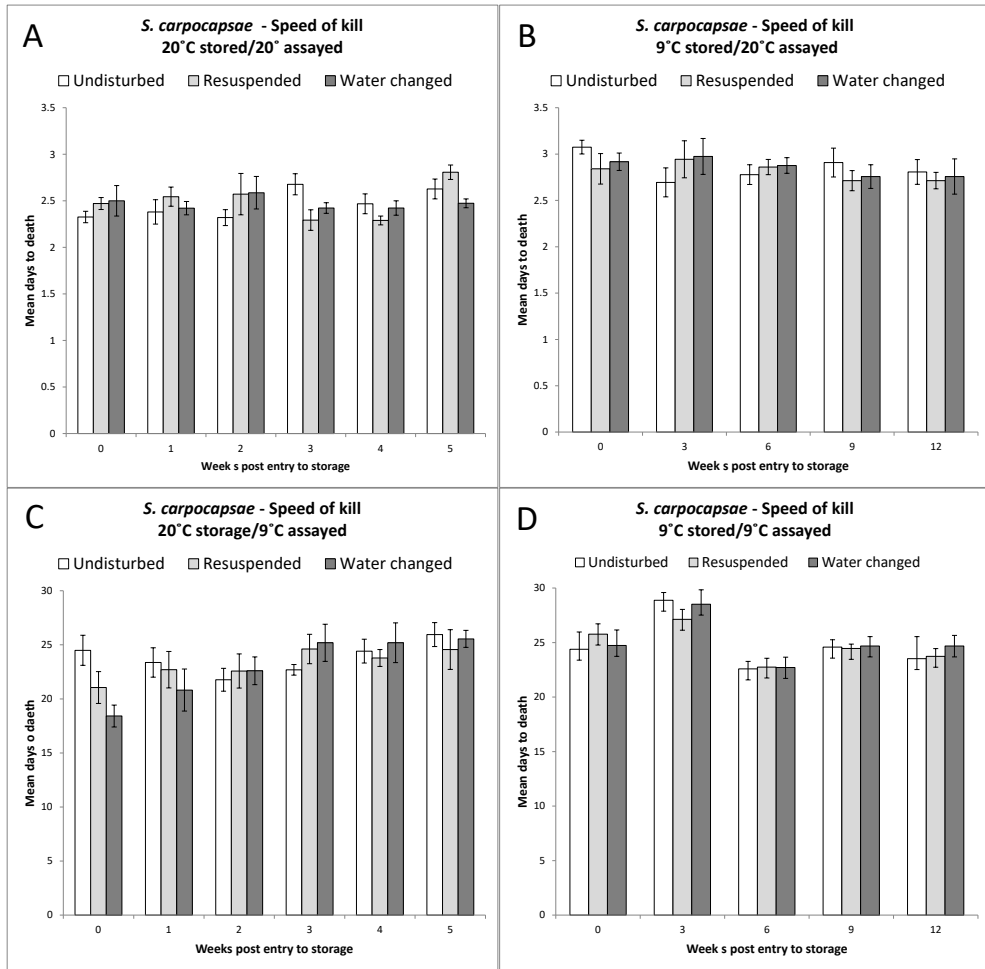 A
S. carpocapsae - Speed of kill
20˚C stored/20˚ assayed
Undisturbed Resuspended Water changed
3.5
3
2.5
2
1.5
1
0.5
0
Mean days to death
0 1 2 3 4 5
Week s post entry to storage
B
S. carpocapsae - Speed of kill
9˚C stored/20˚C assayed
Undisturbed Resuspended Water changed
3.5
3
2.5
2
1.5
1
0.5
0
Mean days to death
0 3 6 9 12
Week s post entry to storage
C
S. carpocapsae - Speed of kill
20˚C storage/9˚C assayed
Undisturbed Resuspended Water changed
30
25
20
15
10
5
0
Mean days o daeth
0 1 2 3 4 5
Weeks post entry to storage
D
S. carpocapsae - Speed of kill
9˚C stored/9˚C assayed
Undisturbed Resuspended Water changed
30
25
20
15
10
5
0
Mean days to death
0 3 6 9 12
Week s post entry to storage